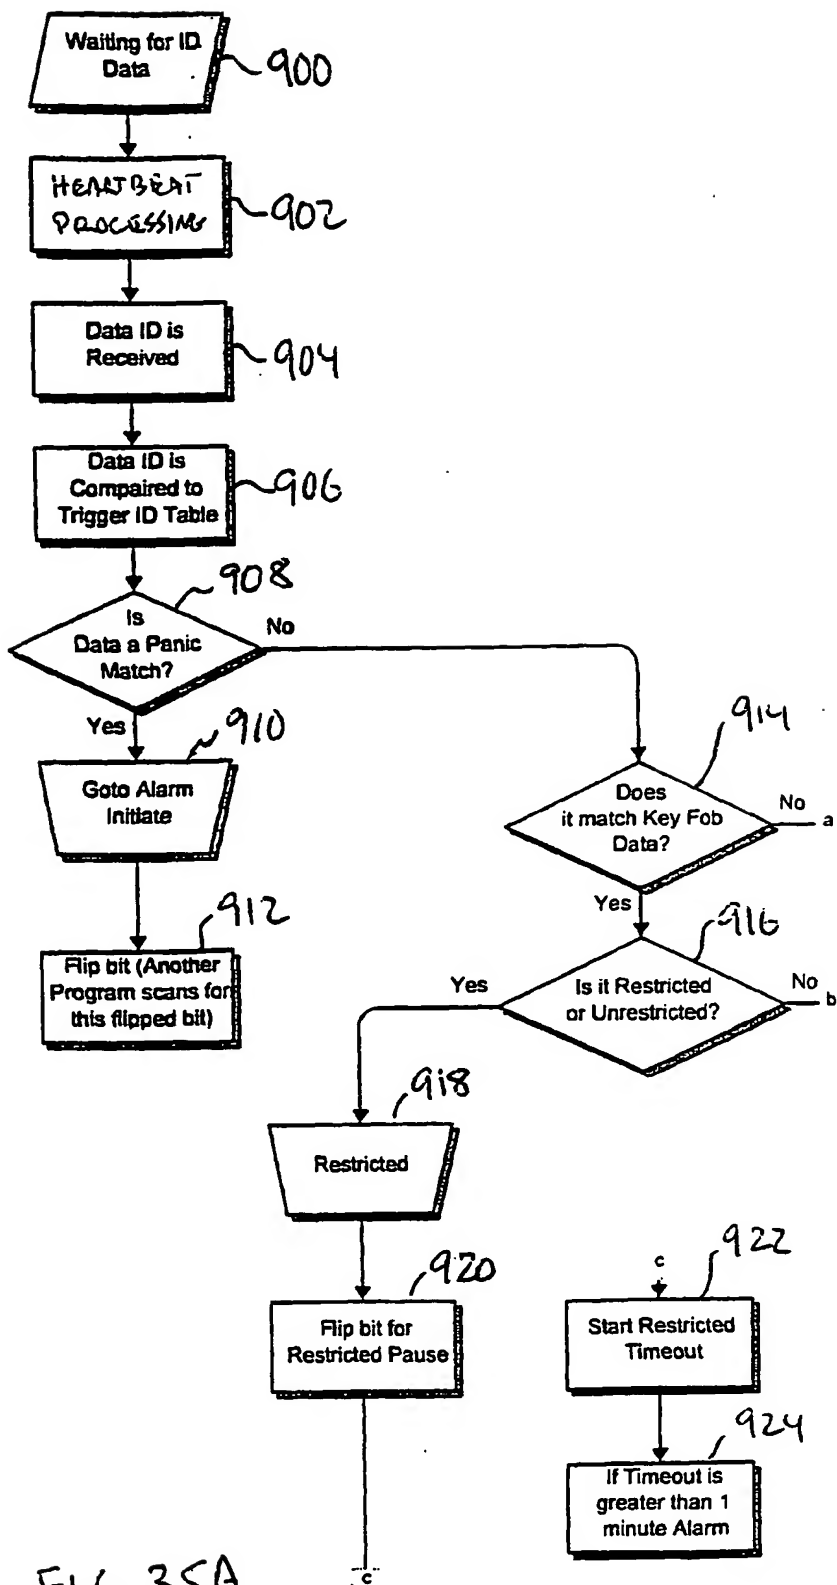 Waiting for ID
Data
900
HEARTBEAT
PROCESSING
902
Data ID is
Received
904
Data ID is
Compaired to
Trigger ID Table
906
908
Is
Data a Panic
Match?
No
Yes
910
Goto Alarm
Initiate
912
Flip bit (Another
Program scans for
this flipped bit)
914
Does
it match Key Fob
Data?
No
a
Yes
916
Is it Restricted
or Unrestricted?
No
b
Yes
918
Restricted
920
Flip bit for
Restricted Pause
c
c
922
Start Restricted
Timeout
924
If Timeout is
greater than 1
minute Alarm
FIG. 35A